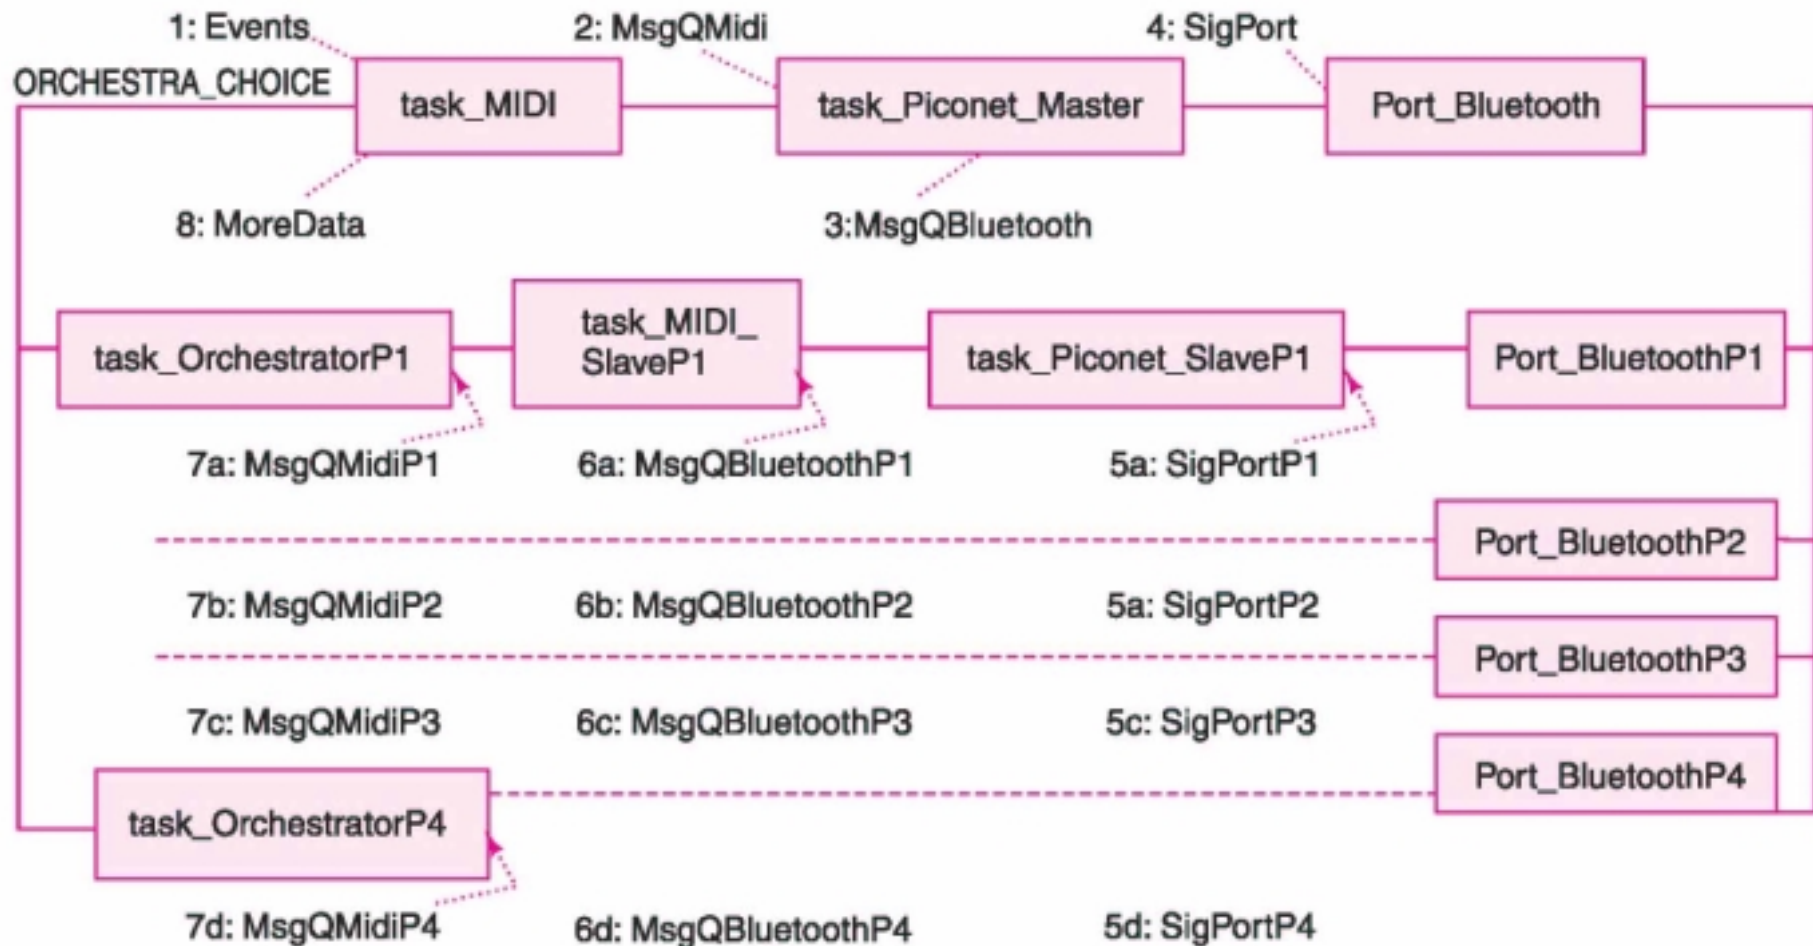 1: Events
2: MsgQMidi
4: SigPort
ORCHESTRA_CHOICE
task_MIDI
task_Piconet_Master
Port_Bluetooth
8: MoreData
3:MsgQBluetooth
task_OrchestratorP1
task_MIDI_
SlaveP1
task_Piconet_SlaveP1
Port_BluetoothP1
7a: MsgQMidiP1
6a: MsgQBluetoothP1
5a: SigPortP1
Port_BluetoothP2
7b: MsgQMidiP2
6b: MsgQBluetoothP2
5a: SigPortP2
Port_BluetoothP3
7c: MsgQMidiP3
6c: MsgQBluetoothP3
5c: SigPortP3
Port_BluetoothP4
task_OrchestratorP4
7d: MsgQMidiP4
6d: MsgQBluetoothP4
5d: SigPortP4